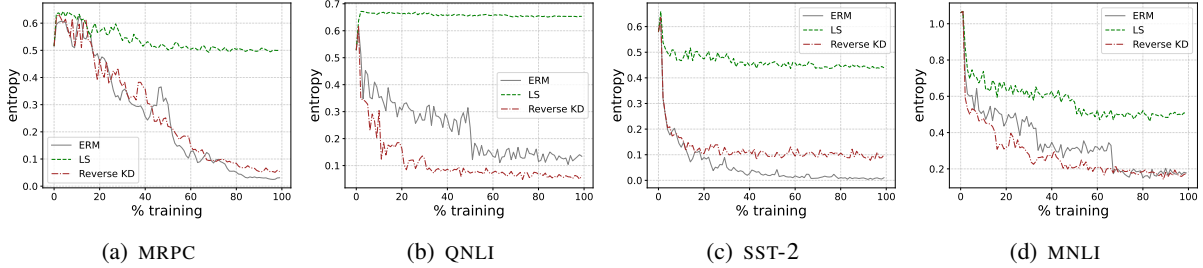 0.6
0.5
0.4
0.3
0.2
0.1
0.0
entropy
0 20 40 60 80 100
% training
ERM
LS
Reverse KD
(a) MRPC
0.7
0.6
0.5
0.4
0.3
0.2
0.1
entropy
0 20 40 60 80 100
% training
ERM
LS
Reverse KD
(b) QNLI
0.6
0.5
0.4
0.3
0.2
0.1
0.0
entropy
0 20 40 60 80 100
% training
ERM
LS
Reverse KD
(c) SST-2
1.0
0.8
0.6
0.4
0.2
entropy
0 20 40 60 80 100
% training
ERM
LS
Reverse KD
(d) MNLI